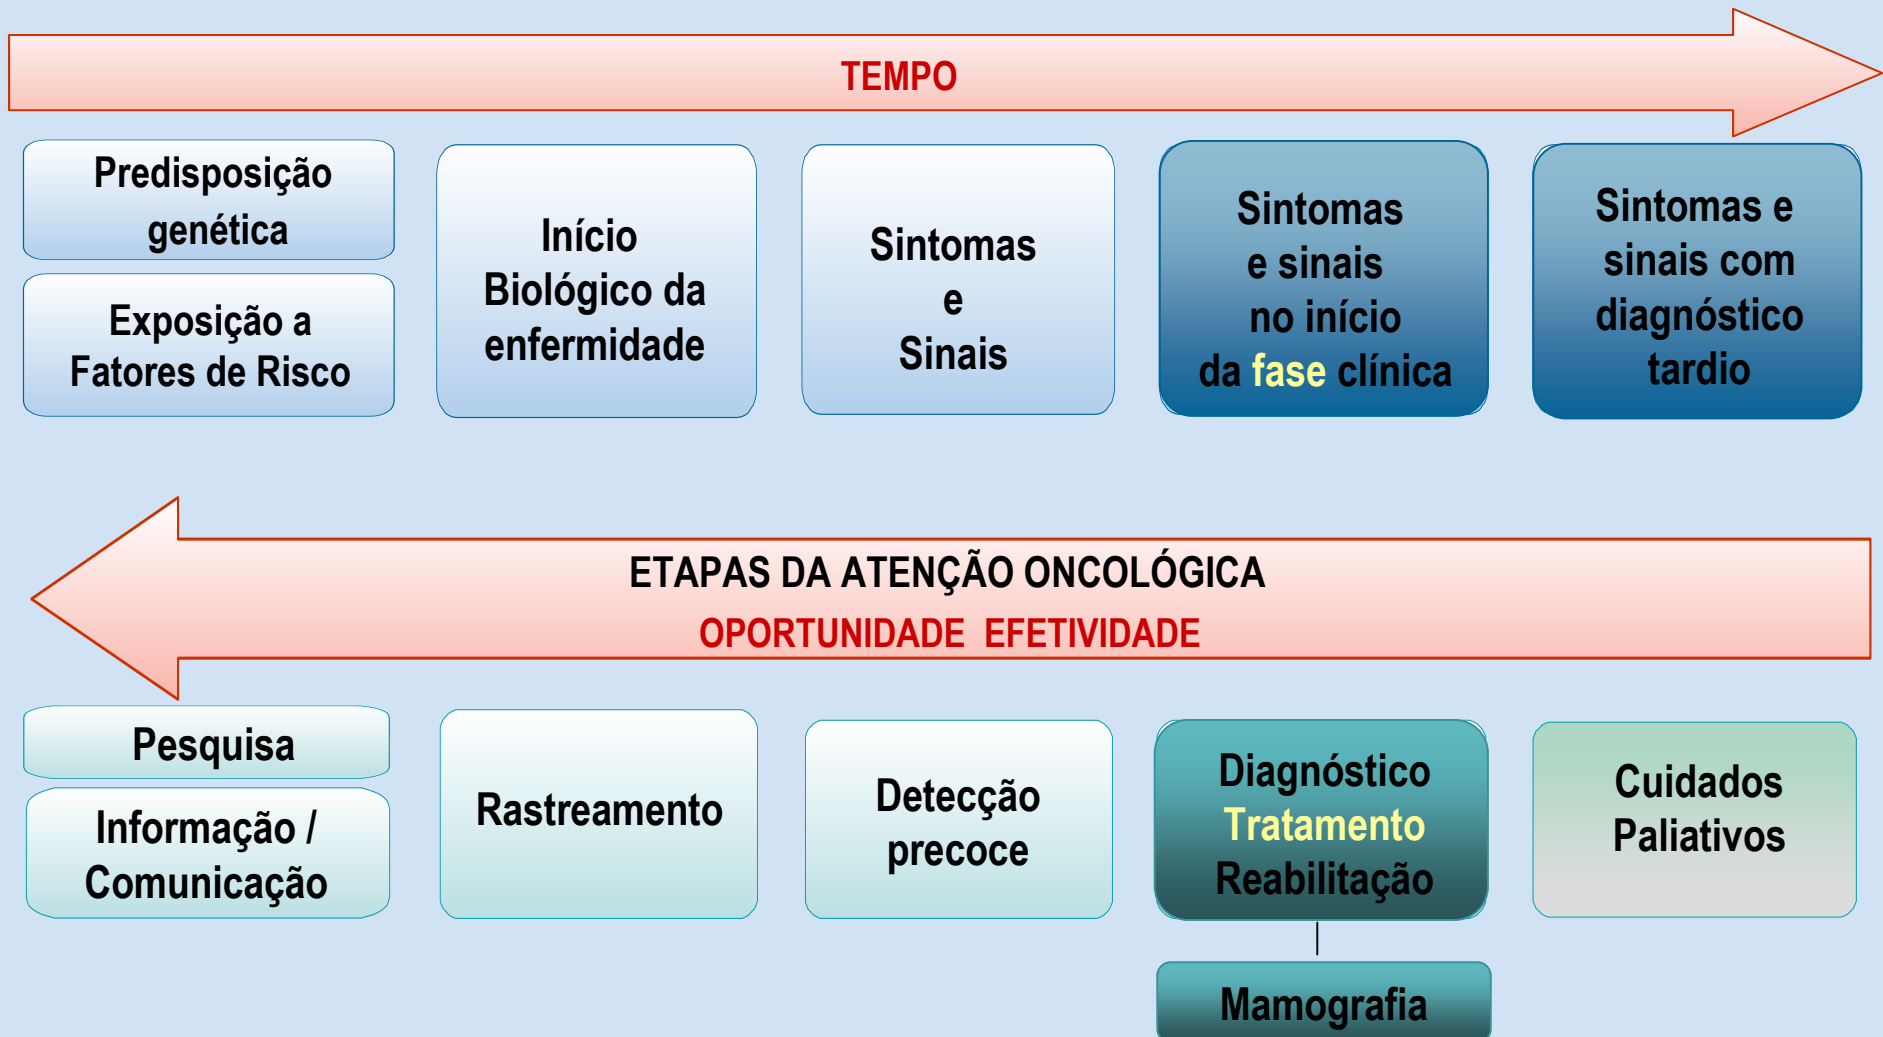 TEMPO
Predisposição
genética
Exposição a
Fatores de Risco
Início
Biológico da
enfermidade
Sintomas
e
Sinais
Sintomas
e sinais
no início
da fase clínica
Sintomas e
sinais com
diagnóstico
tardio
ETAPAS DA ATENÇÃO ONCOLÓGICA
OPORTUNIDADE EFETIVIDADE
Pesquisa
Informação /
Comunicação
Rastreamento
Detecção
precoce
Diagnóstico
Tratamento
Reabilitação
Mamografia
Cuidados
Paliativos